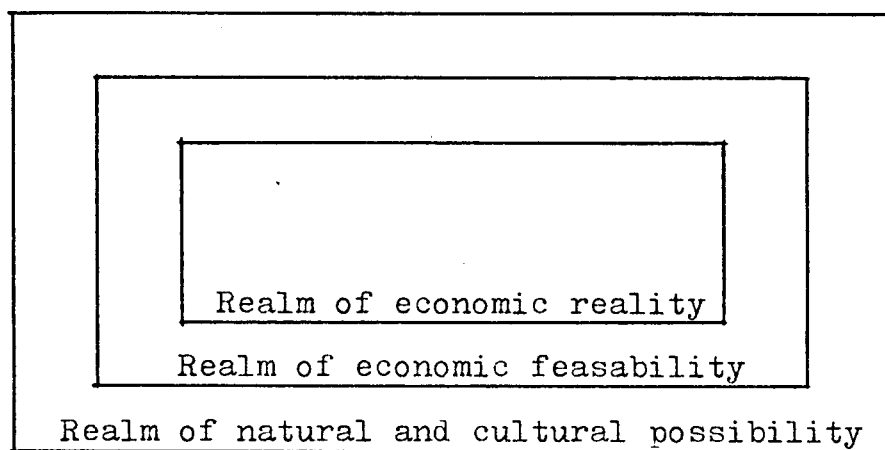 Realm of economic reality
Realm of economic feasability
Realm of natural and cultural possibility